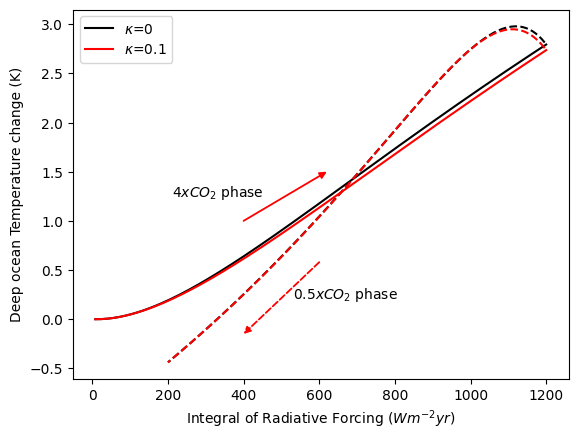 κ=0
κ=0.1
3.0
2.5
2.0
1.5
1.0
0.5
0.0
−0.5
Deep ocean Temperature change (K)
4xCO₂ phase
0.5xCO₂ phase
0 200 400 600 800 1000 1200
Integral of Radiative Forcing (Wm⁻²yr)